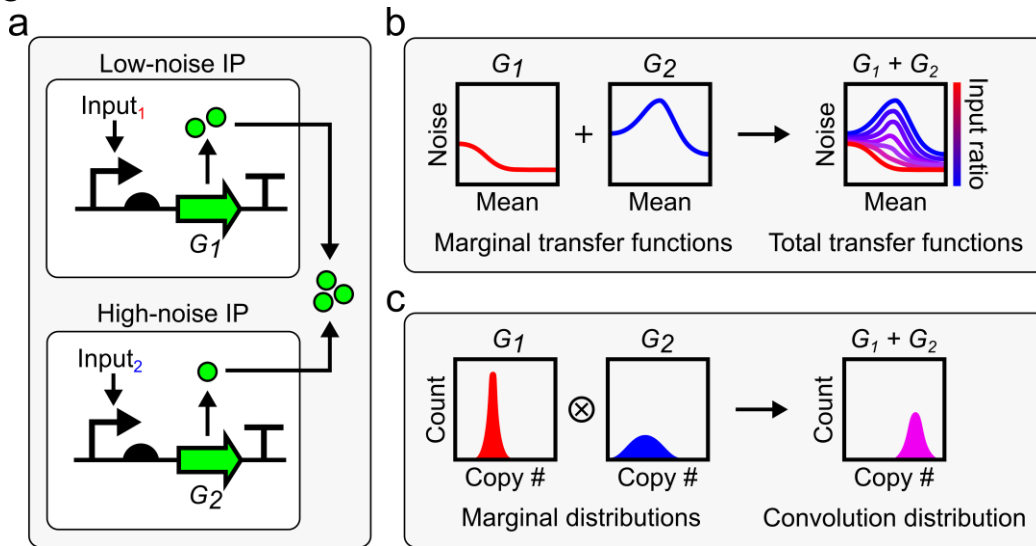 a
Low-noise IP
Input1
G1
High-noise IP
Input2
G2
b
G1 G2 G1 + G2
Noise
+
Noise
Input ratio
Mean Mean Mean
Marginal transfer functions Total transfer functions
c
G1 G2 G1 + G2
Count
⊗
Count
Copy # Copy # Copy #
Marginal distributions Convolution distribution